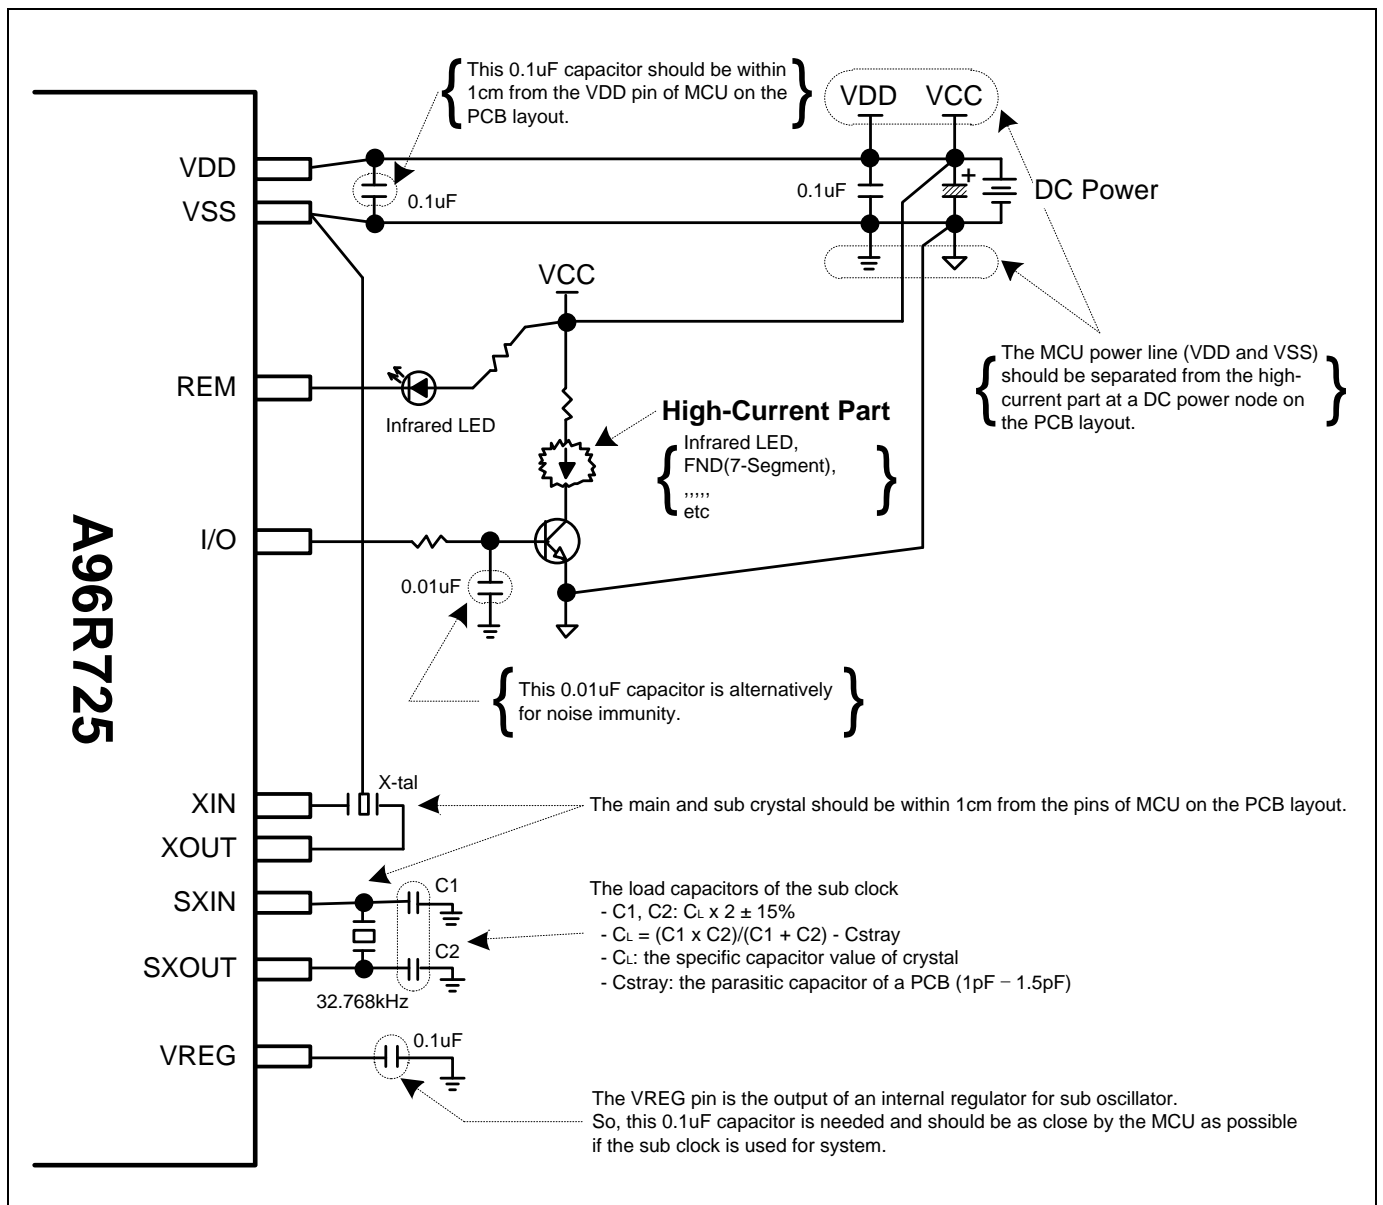 This 0.1uF capacitor should be within
1cm from the VDD pin of MCU on the
PCB layout.
VDD VCC
VDD
0.1uF
0.1uF
+
DC Power
VSS
VCC
The MCU power line (VDD and VSS)
should be separated from the high-
current part at a DC power node on
the PCB layout.
REM
Infrared LED
High-Current Part
Infrared LED,
FND(7-Segment),
,,,,,
etc
I/O
0.01uF
A96R725
This 0.01uF capacitor is alternatively
for noise immunity.
X-tal
XIN
The main and sub crystal should be within 1cm from the pins of MCU on the PCB layout.
XOUT
SXIN
C1
C2
SXOUT
32.768kHz
The load capacitors of the sub clock
- C1, C2: CL x 2 ± 15%
- CL = (C1 x C2)/(C1 + C2) - Cstray
- CL: the specific capacitor value of crystal
- Cstray: the parasitic capacitor of a PCB (1pF – 1.5pF)
VREG
0.1uF
The VREG pin is the output of an internal regulator for sub oscillator.
So, this 0.1uF capacitor is needed and should be as close by the MCU as possible
if the sub clock is used for system.